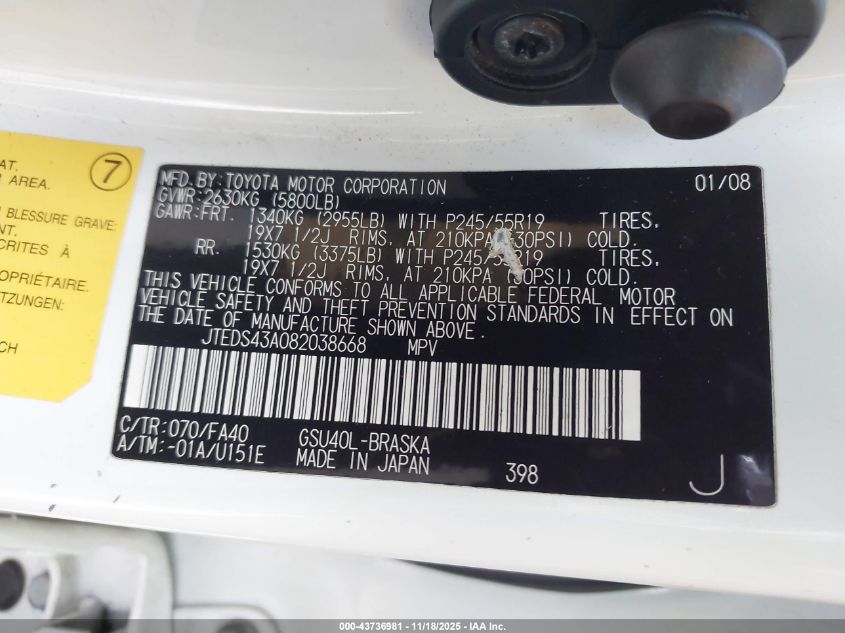 7
AT.
R AREA.
N BLESSURE GRAVE:
NT.
CRITES À
PROPRIÉTAIRE.
TZUNGEN:
CH
MFD.BY:TOYOTA MOTOR CORPORATION 01/08
GVWR:2630KG (5800LB)
GAWR:FRT. 1340KG (2955LB) WITH P245/55R19 TIRES.
19X7 1/2J RIMS. AT 210KPA (30PSI) COLD.
RR. 1530KG (3375LB) WITH P245/ R19 TIRES.
19X7 1/2J RIMS. AT 210KPA (30PSI) COLD.
THIS VEHICLE CONFORMS TO ALL APPLICABLE FEDERAL MOTOR
VEHICLE SAFETY AND THEFT PREVENTION STANDARDS IN EFFECT ON
THE DATE OF MANUFACTURE SHOWN ABOVE.
JTEDS43A082038668 MPV
C/TR:070/FA40 GSU40L-BRASKA
A/TM:-01A/U151E MADE IN JAPAN 398 J
000-43736981 - 11/18/2025 - IAA Inc.